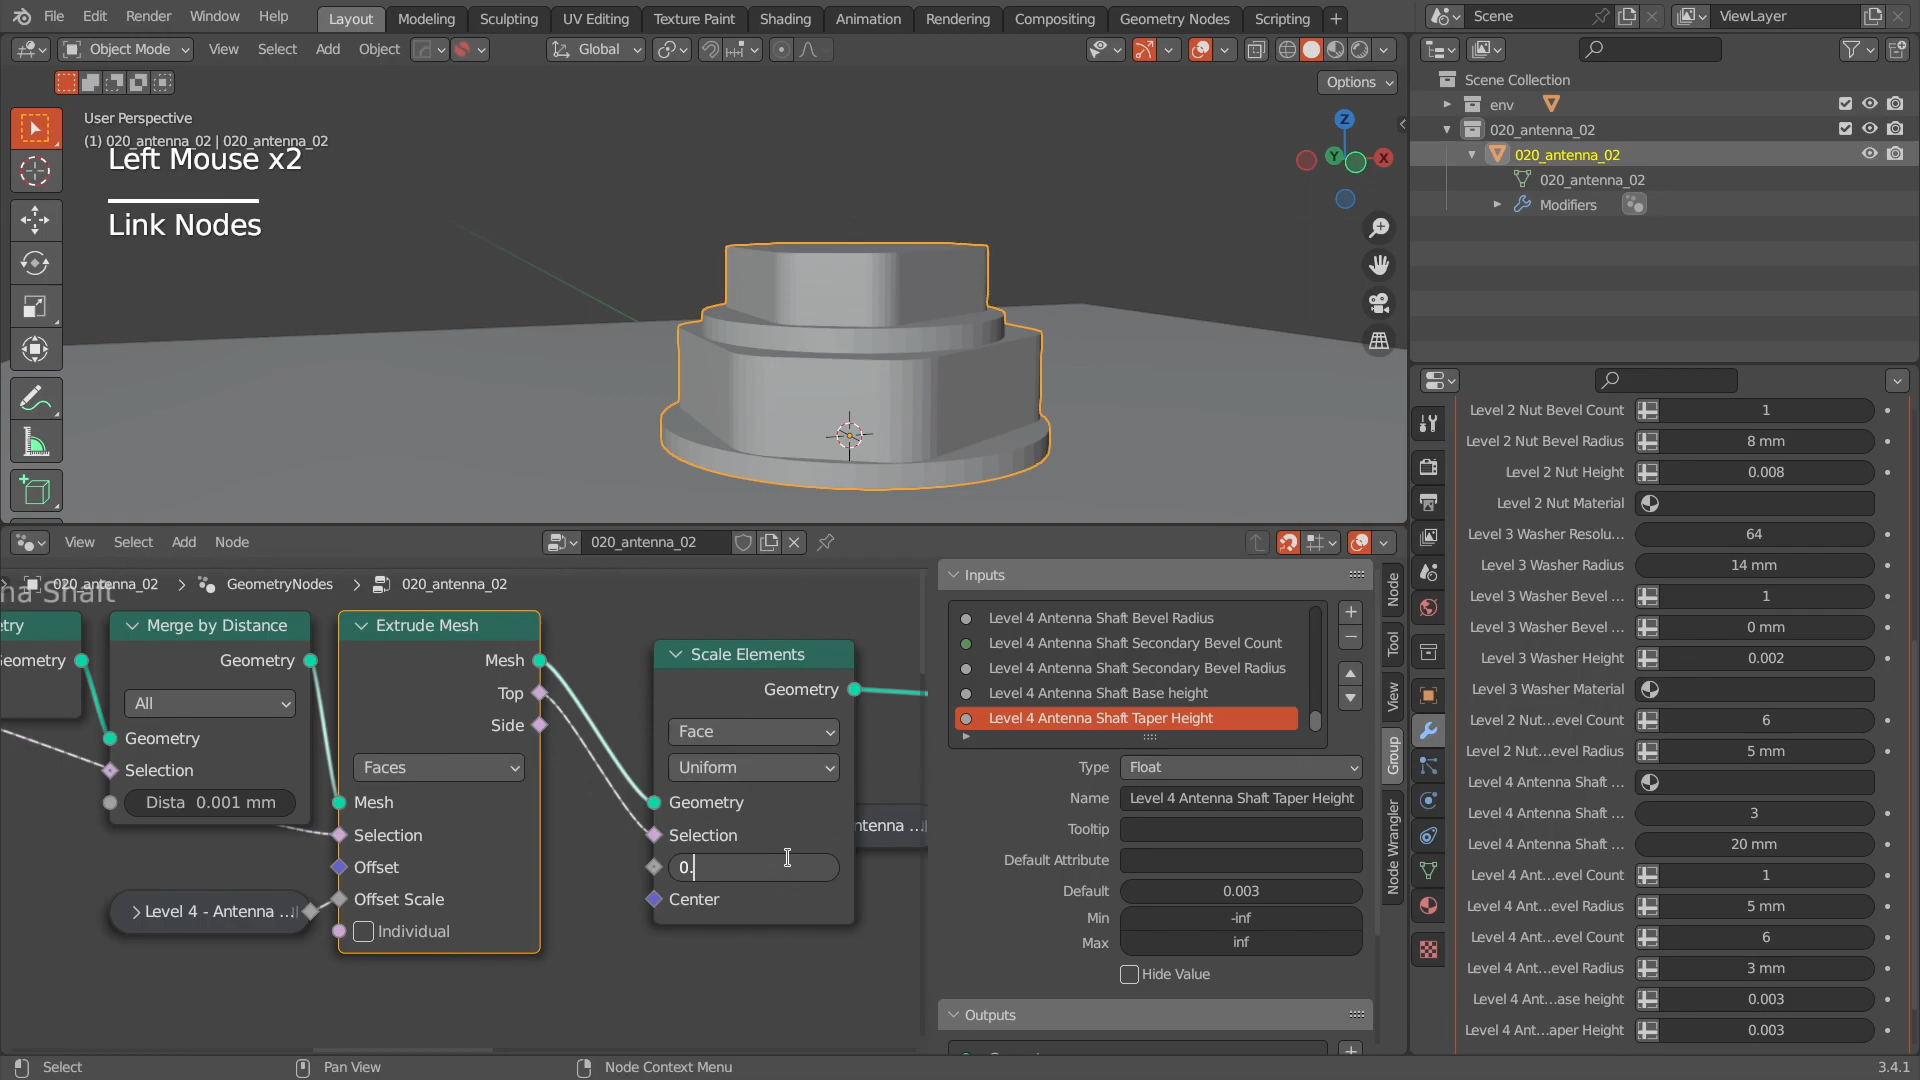 File Edit Render Window Help Layout Modeling Sculpting UV Editing Texture Paint Shading Animation Rendering Compositing Geometry Nodes Scripting + Scene ViewLayer
Object Mode View Select Add Object Global
Options
User Perspective
(1) 020_antenna_02 | 020_antenna_02
Left Mouse x2
Link Nodes
Z
Y
X
Scene Collection
env
020_antenna_02
020_antenna_02
020_antenna_02
Modifiers
Level 2 Nut Bevel Count 1
Level 2 Nut Bevel Radius 8 mm
Level 2 Nut Height 0.008
Level 2 Nut Material
Level 3 Washer Resolu... 64
Level 3 Washer Radius 14 mm
Level 3 Washer Bevel ... 1
Level 3 Washer Bevel ... 0 mm
Level 3 Washer Height 0.002
Level 3 Washer Material
Level 2 Nut...evel Count 6
Level 2 Nut...evel Radius 5 mm
Level 4 Antenna Shaft ...
Level 4 Antenna Shaft ... 3
Level 4 Antenna Shaft ... 20 mm
Level 4 Ant...evel Count 1
Level 4 Ant...evel Radius 5 mm
Level 4 Ant...evel Count 6
Level 4 Ant...evel Radius 3 mm
Level 4 Ant...ase height 0.003
Level 4 Ant...aper Height 0.003
View Select Add Node 020_antenna_02
020_antenna_02 > GeometryNodes > 020_antenna_02
na Shaft
etry
Geometry
Merge by Distance
Geometry
All
Geometry
Selection
Dista 0.001 mm
Level 4 - Antenna ...
Extrude Mesh
Mesh
Top
Side
Faces
Mesh
Selection
Offset
Offset Scale
Individual
Scale Elements
Geometry
Face
Uniform
Geometry
Selection
0.
Center
ntenna ...
Inputs
Level 4 Antenna Shaft Bevel Radius
Level 4 Antenna Shaft Secondary Bevel Count
Level 4 Antenna Shaft Secondary Bevel Radius
Level 4 Antenna Shaft Base height
Level 4 Antenna Shaft Taper Height
Type Float
Name Level 4 Antenna Shaft Taper Height
Tooltip
Default Attribute
Default 0.003
Min -inf
Max inf
Hide Value
Outputs
Node
Tool
View
Group
Node Wrangler
Select Pan View Node Context Menu 3.4.1